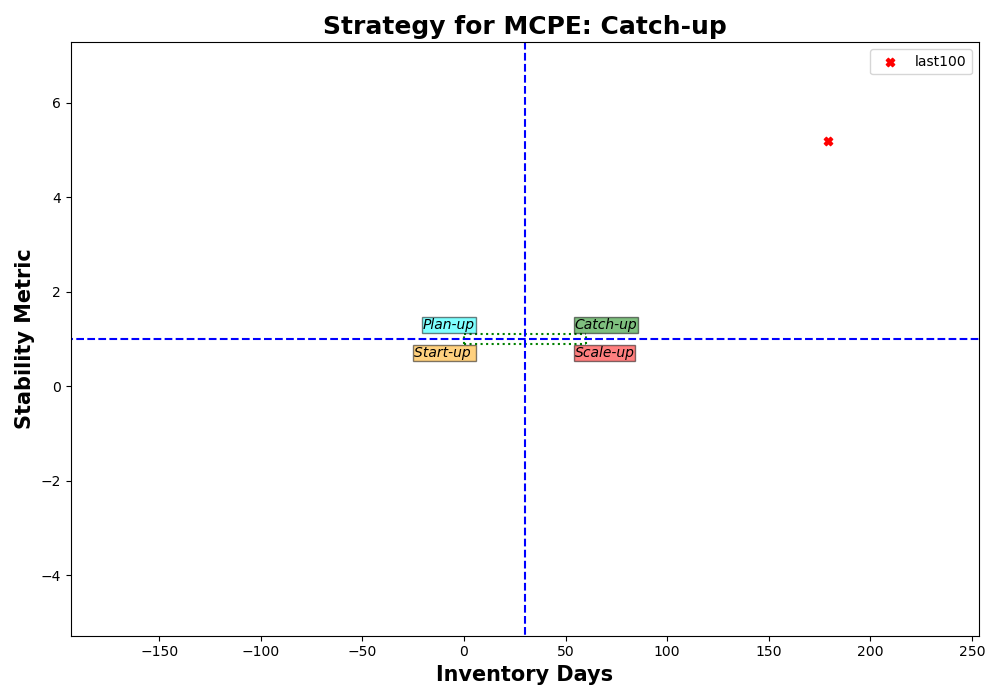 Strategy for MCPE: Catch-up
last100
6
4
2
0
−2
−4
Stability Metric
Plan-up
Catch-up
Start-up
Scale-up
−150
−100
−50
0
50
100
150
200
250
Inventory Days